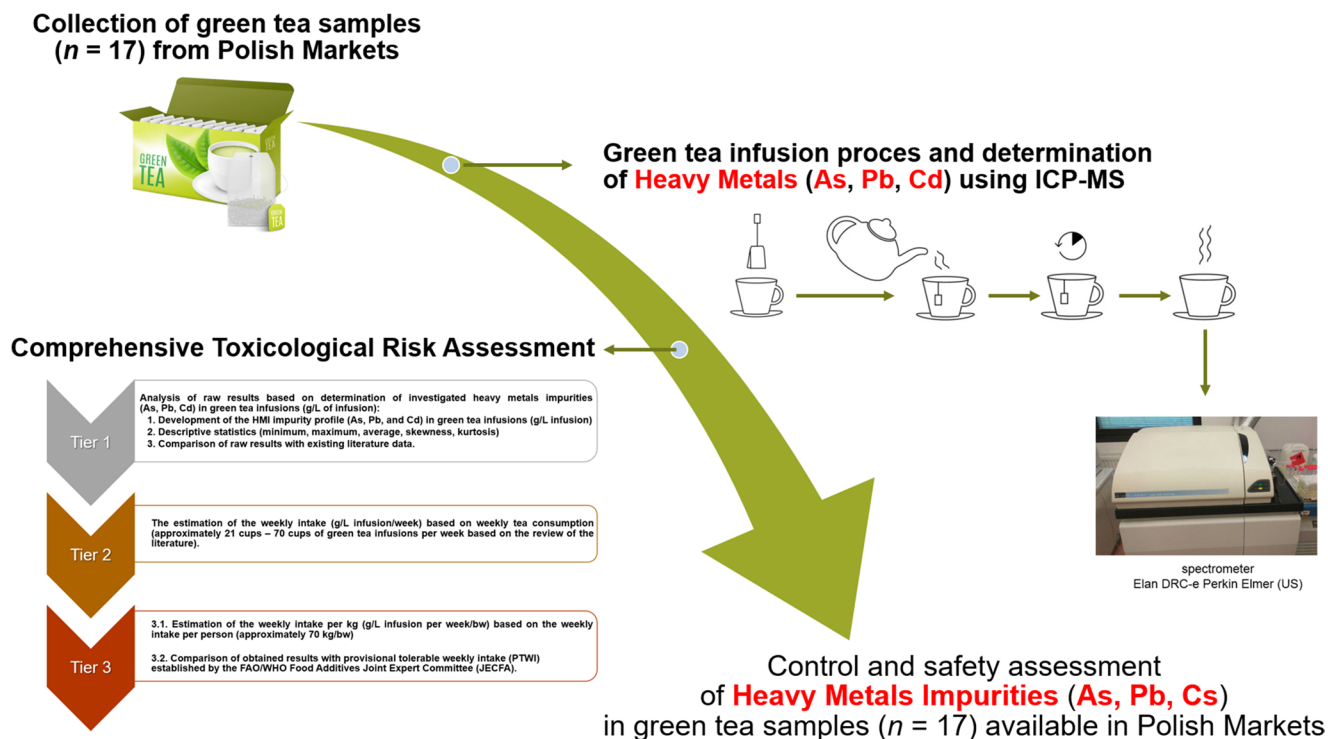 Collection of green tea samples
(n = 17) from Polish Markets
GREEN
TEA
GREEN
TEA
Green tea infusion proces and determination
of Heavy Metals (As, Pb, Cd) using ICP-MS
Comprehensive Toxicological Risk Assessment
Tier 1
Analysis of raw results based on determination of investigated heavy metals impurities
(As, Pb, Cd) in green tea infusions (g/L of infusion):
1. Development of the HMI impurity profile (As, Pb, and Cd) in green tea infusions (g/L infusion)
2. Descriptive statistics (minimum, maximum, average, skewness, kurtosis)
3. Comparison of raw results with existing literature data.
Tier 2
The estimation of the weekly intake (g/L infusion/week) based on weekly tea consumption
(approximately 21 cups – 70 cups of green tea infusions per week based on the review of the
literature).
Tier 3
3.1. Estimation of the weekly intake per kg (g/L infusion per week/bw) based on the weekly
intake per person (approximately 70 kg/bw)
3.2. Comparison of obtained results with provisional tolerable weekly intake (PTWI)
established by the FAO/WHO Food Additives Joint Expert Committee (JECFA).
spectrometer
Elan DRC-e Perkin Elmer (US)
Control and safety assessment
of Heavy Metals Impurities (As, Pb, Cs)
in green tea samples (n = 17) available in Polish Markets